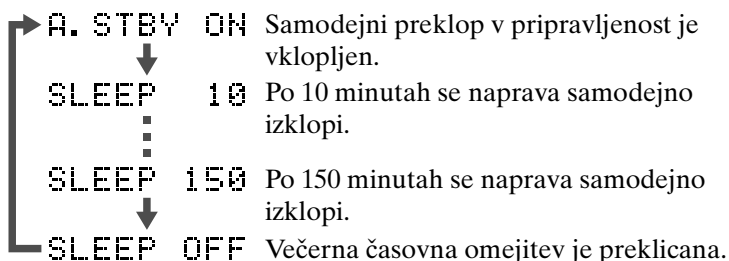 A. STBY ON Samodejni preklop v pripravljenost je
vklopljen.
SLEEP 10 Po 10 minutah se naprava samodejno
izklopi.
SLEEP 150 Po 150 minutah se naprava samodejno
izklopi.
SLEEP OFF Večerna časovna omejitev je preklicana.